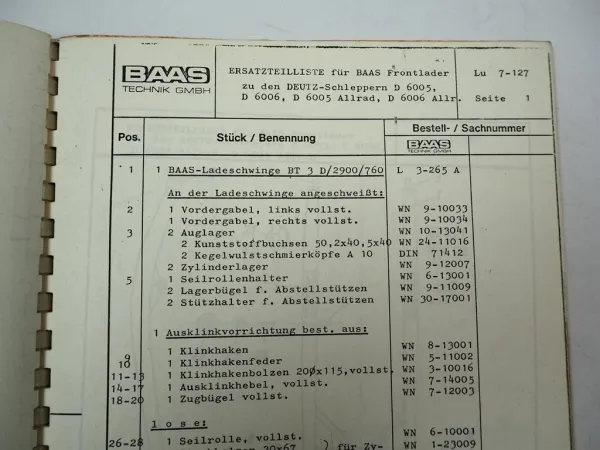 BAAS
TECHNIK GMBH
ERSATZTEILLISTE für BAAS Frontlader
zu den DEUTZ-Schleppern D 6005,
D 6006, D 6005 Allrad, D 6006 Allr.
Lu 7-127
Seite 1
Pos.
Stück / Benennung
Bestell- / Sachnummer
BAAS
TECHNIK GMBH
1 1 BAAS-Ladeschwinge BT 3 D/2900/760 L 3-265 A
An der Ladeschwinge angeschweißt:
2 1 Vordergabel, links vollst. WN 9-10033
1 Vordergabel, rechts vollst. WN 9-10034
3 2 Auglager WN 10-13041
2 Kunststoffbuchsen 50,2x40,5x40 WN 24-11016
2 Kegelwulstschmierköpfe A 10 DIN 71412
2 Zylinderlager WN 9-12007
5 1 Seilrollenhalter WN 6-13001
2 Lagerbügel f. Abstellstützen WN 9-11009
2 Stützhalter f. Abstellstützen WN 30-17001
1 Ausklinkvorrichtung best. aus:
9 1 Klinkhaken WN 8-13001
10 1 Klinkhakenfeder WN 5-11002
11-13 1 Klinkhakenbolzen 20Øx115,vollst. WN 3-10016
14-17 1 Ausklinkhebel, vollst. WN 7-14005
18-20 1 Zugbügel vollst. WN 7-12003
l o s e :
26-28 1 Seilrolle, vollst. WN 6-10001
30x67 ) für Zy- WN 1-23009